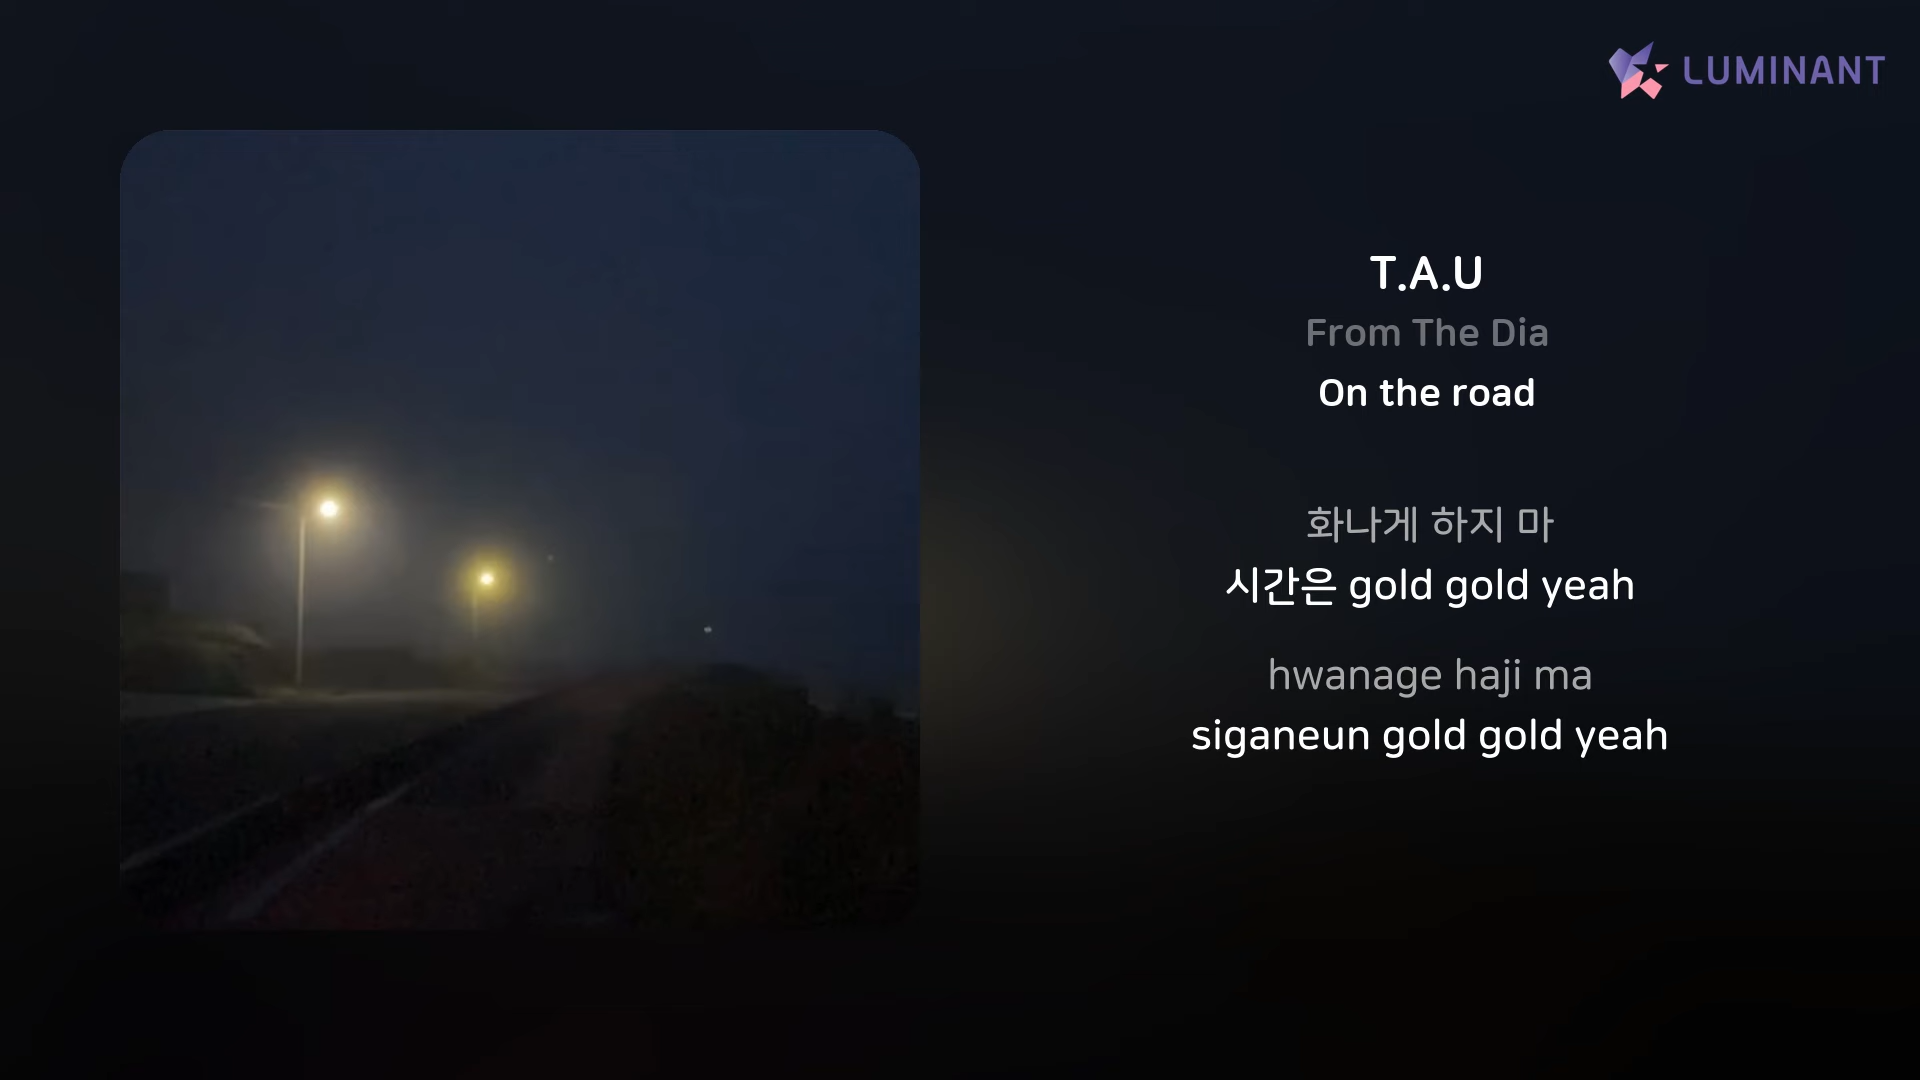 LUMINANT
T.A.U
From The Dia
On the road
화나게 하지 마
시간은 gold gold yeah
hwanage haji ma
siganeun gold gold yeah